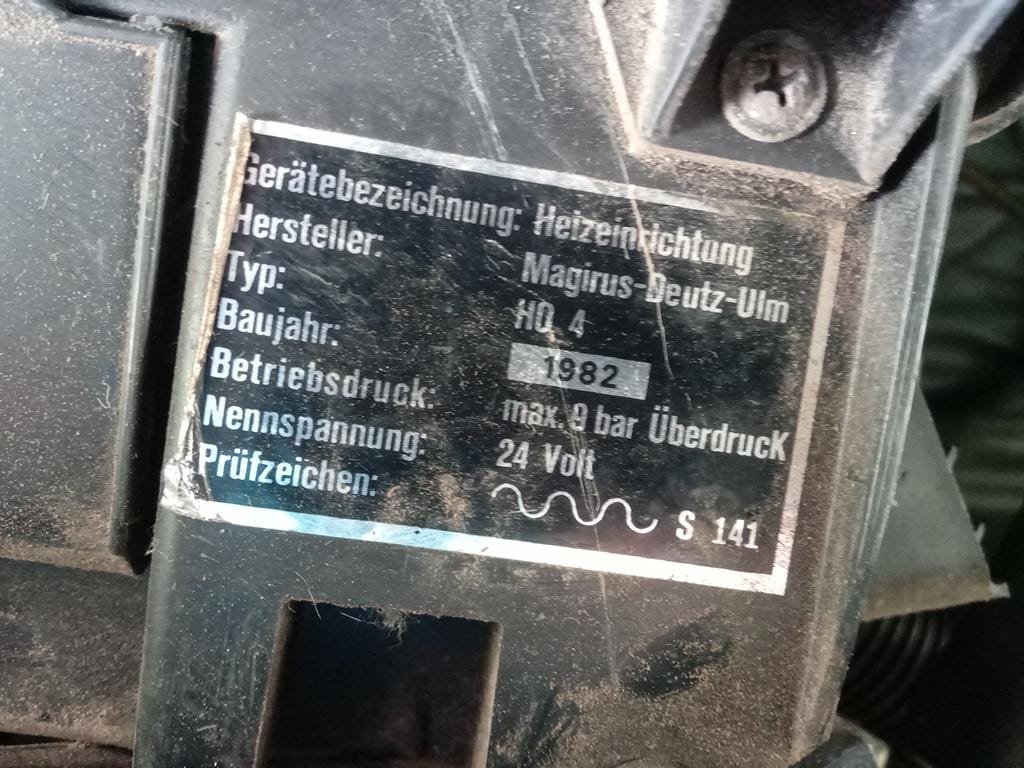 Gerätebezeichnung: Heizeinrichtung
Hersteller: Magirus-Deutz-Ulm
Typ: HO 4
Baujahr: 1982
Betriebsdruck: max. 9 bar Überdruck
Nennspannung: 24 Volt
Prüfzeichen: S 141